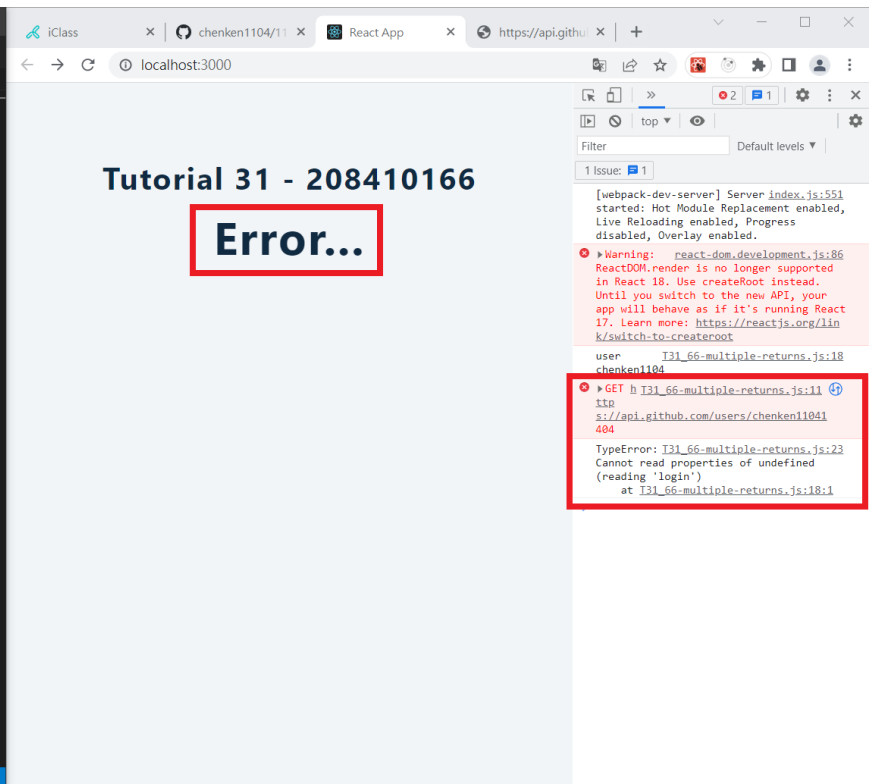 iClass
chenken1104/11
React App
https://api.githu
localhost:3000
2
1
top
Filter
Default levels
1 Issue: 1
Tutorial 31 - 208410166
Error...
[webpack-dev-server] Server index.js:551
started: Hot Module Replacement enabled,
Live Reloading enabled, Progress
disabled, Overlay enabled.
Warning: react-dom.development.js:86
ReactDOM.render is no longer supported
in React 18. Use createRoot instead.
Until you switch to the new API, your
app will behave as if it's running React
17. Learn more: https://reactjs.org/lin
k/switch-to-createroot
user T31_66-multiple-returns.js:18
chenken1104
GET h T31_66-multiple-returns.js:11
ttp
s://api.github.com/users/chenken11041
404
TypeError: T31_66-multiple-returns.js:23
Cannot read properties of undefined
(reading 'login')
at T31_66-multiple-returns.js:18:1